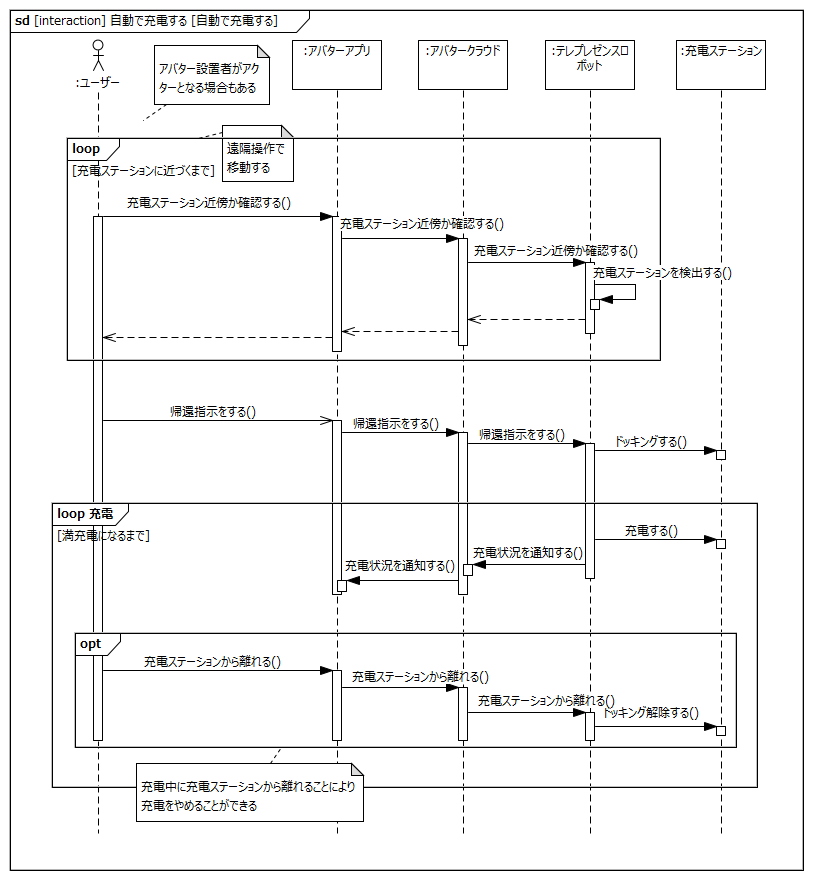 sd [interaction] 自動で充電する [自動で充電する]
:ユーザー
アバター設置者がアク
ターとなる場合もある
:アバターアプリ
:アバタークラウド
:テレプレゼンスロ
ボット
:充電ステーション
loop
[充電ステーションに近づくまで]
遠隔操作で
移動する
充電ステーション近傍か確認する()
充電ステーション近傍か確認する()
充電ステーション近傍か確認する()
充電ステーションを検出する()
帰還指示をする()
帰還指示をする()
帰還指示をする()
ドッキングする()
loop 充電
[満充電になるまで]
充電する()
充電状況を通知する()
充電状況を通知する()
opt
充電ステーションから離れる()
充電ステーションから離れる()
充電ステーションから離れる()
ドッキング解除する()
充電中に充電ステーションから離れることにより
充電をやめることができる